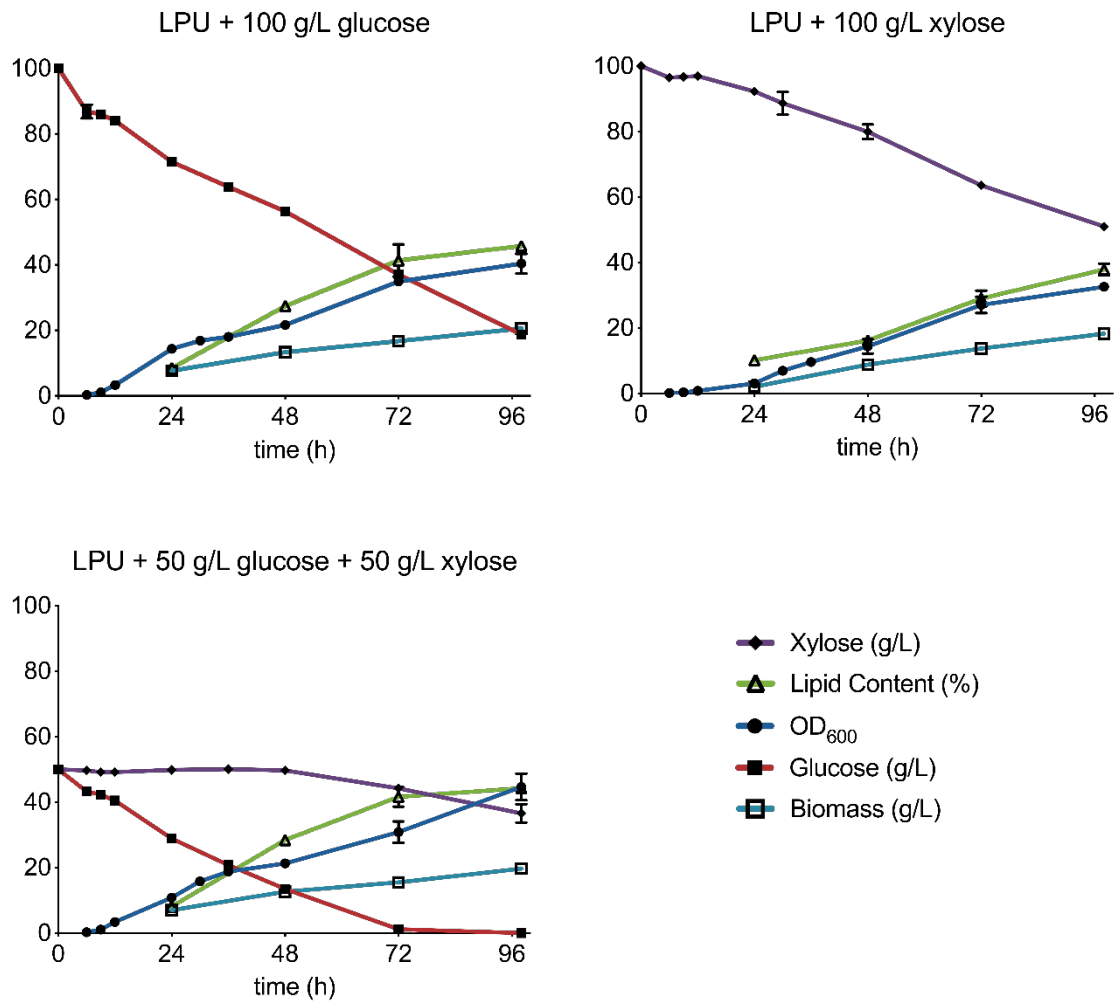 LPU + 100 g/L glucose
100
80
60
40
20
0
0 24 48 72 96
time (h)
LPU + 100 g/L xylose
100
80
60
40
20
0
0 24 48 72 96
time (h)
LPU + 50 g/L glucose + 50 g/L xylose
100
80
60
40
20
0
0 24 48 72 96
time (h)
Xylose (g/L)
Lipid Content (%)
OD600
Glucose (g/L)
Biomass (g/L)